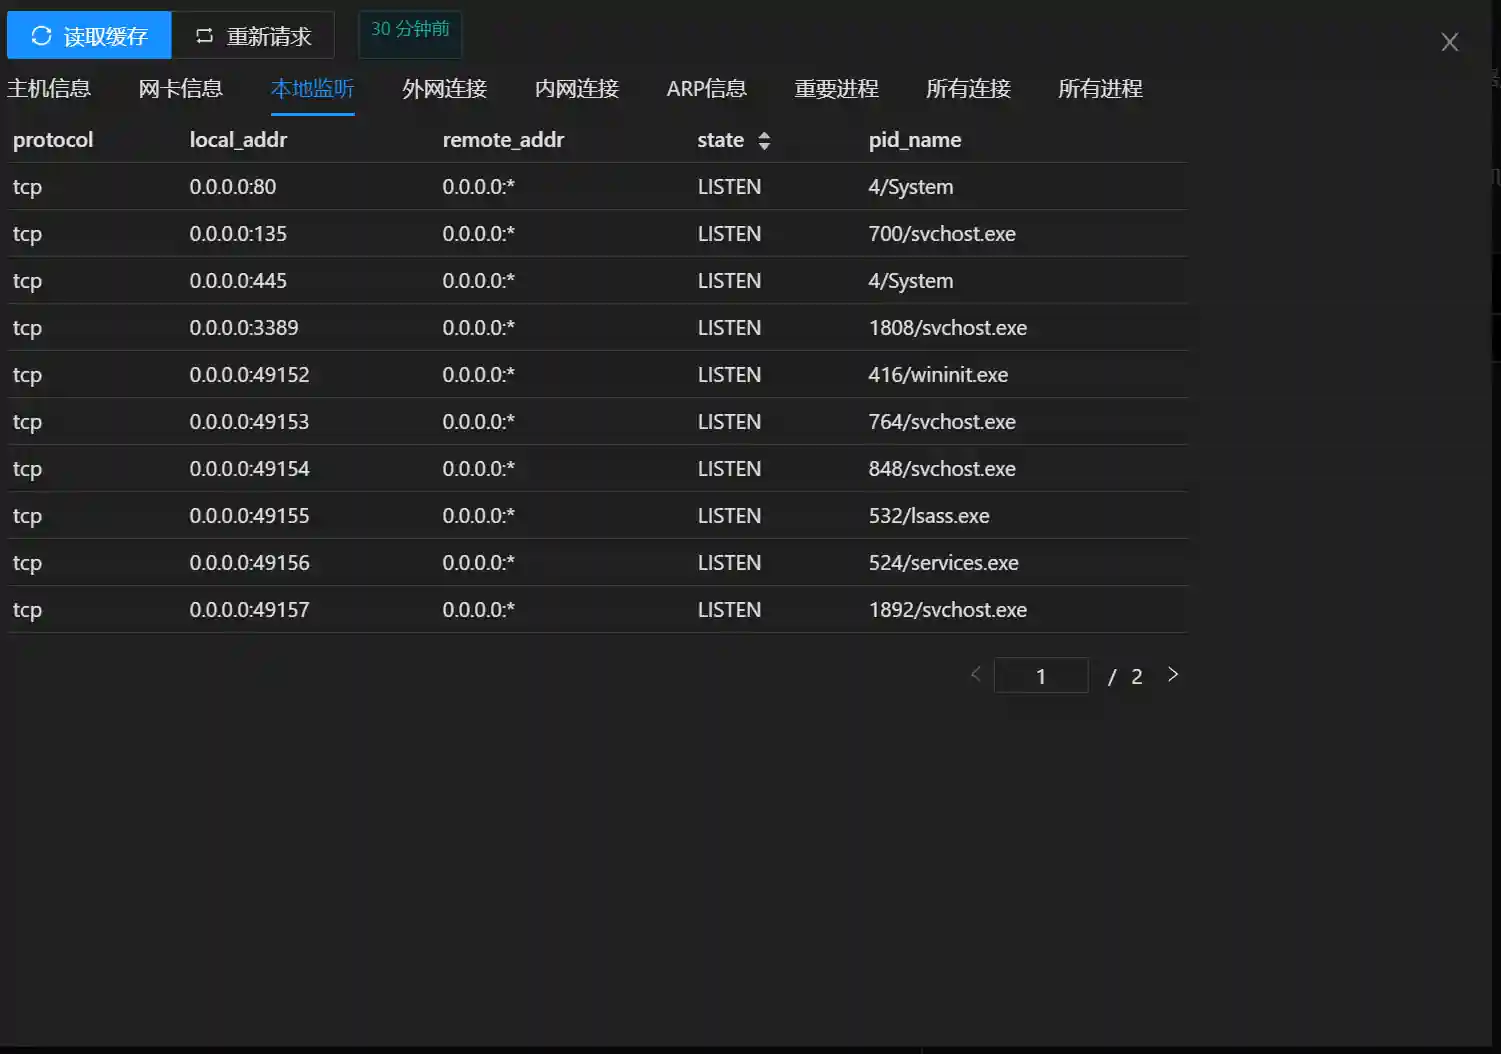 读取缓存 重新请求 30 分钟前
主机信息 网卡信息 本地监听 外网连接 内网连接 ARP信息 重要进程 所有连接 所有进程
protocol local_addr remote_addr state pid_name
tcp 0.0.0.0:80 0.0.0.0:* LISTEN 4/System
tcp 0.0.0.0:135 0.0.0.0:* LISTEN 700/svchost.exe
tcp 0.0.0.0:445 0.0.0.0:* LISTEN 4/System
tcp 0.0.0.0:3389 0.0.0.0:* LISTEN 1808/svchost.exe
tcp 0.0.0.0:49152 0.0.0.0:* LISTEN 416/wininit.exe
tcp 0.0.0.0:49153 0.0.0.0:* LISTEN 764/svchost.exe
tcp 0.0.0.0:49154 0.0.0.0:* LISTEN 848/svchost.exe
tcp 0.0.0.0:49155 0.0.0.0:* LISTEN 532/lsass.exe
tcp 0.0.0.0:49156 0.0.0.0:* LISTEN 524/services.exe
tcp 0.0.0.0:49157 0.0.0.0:* LISTEN 1892/svchost.exe
1 / 2